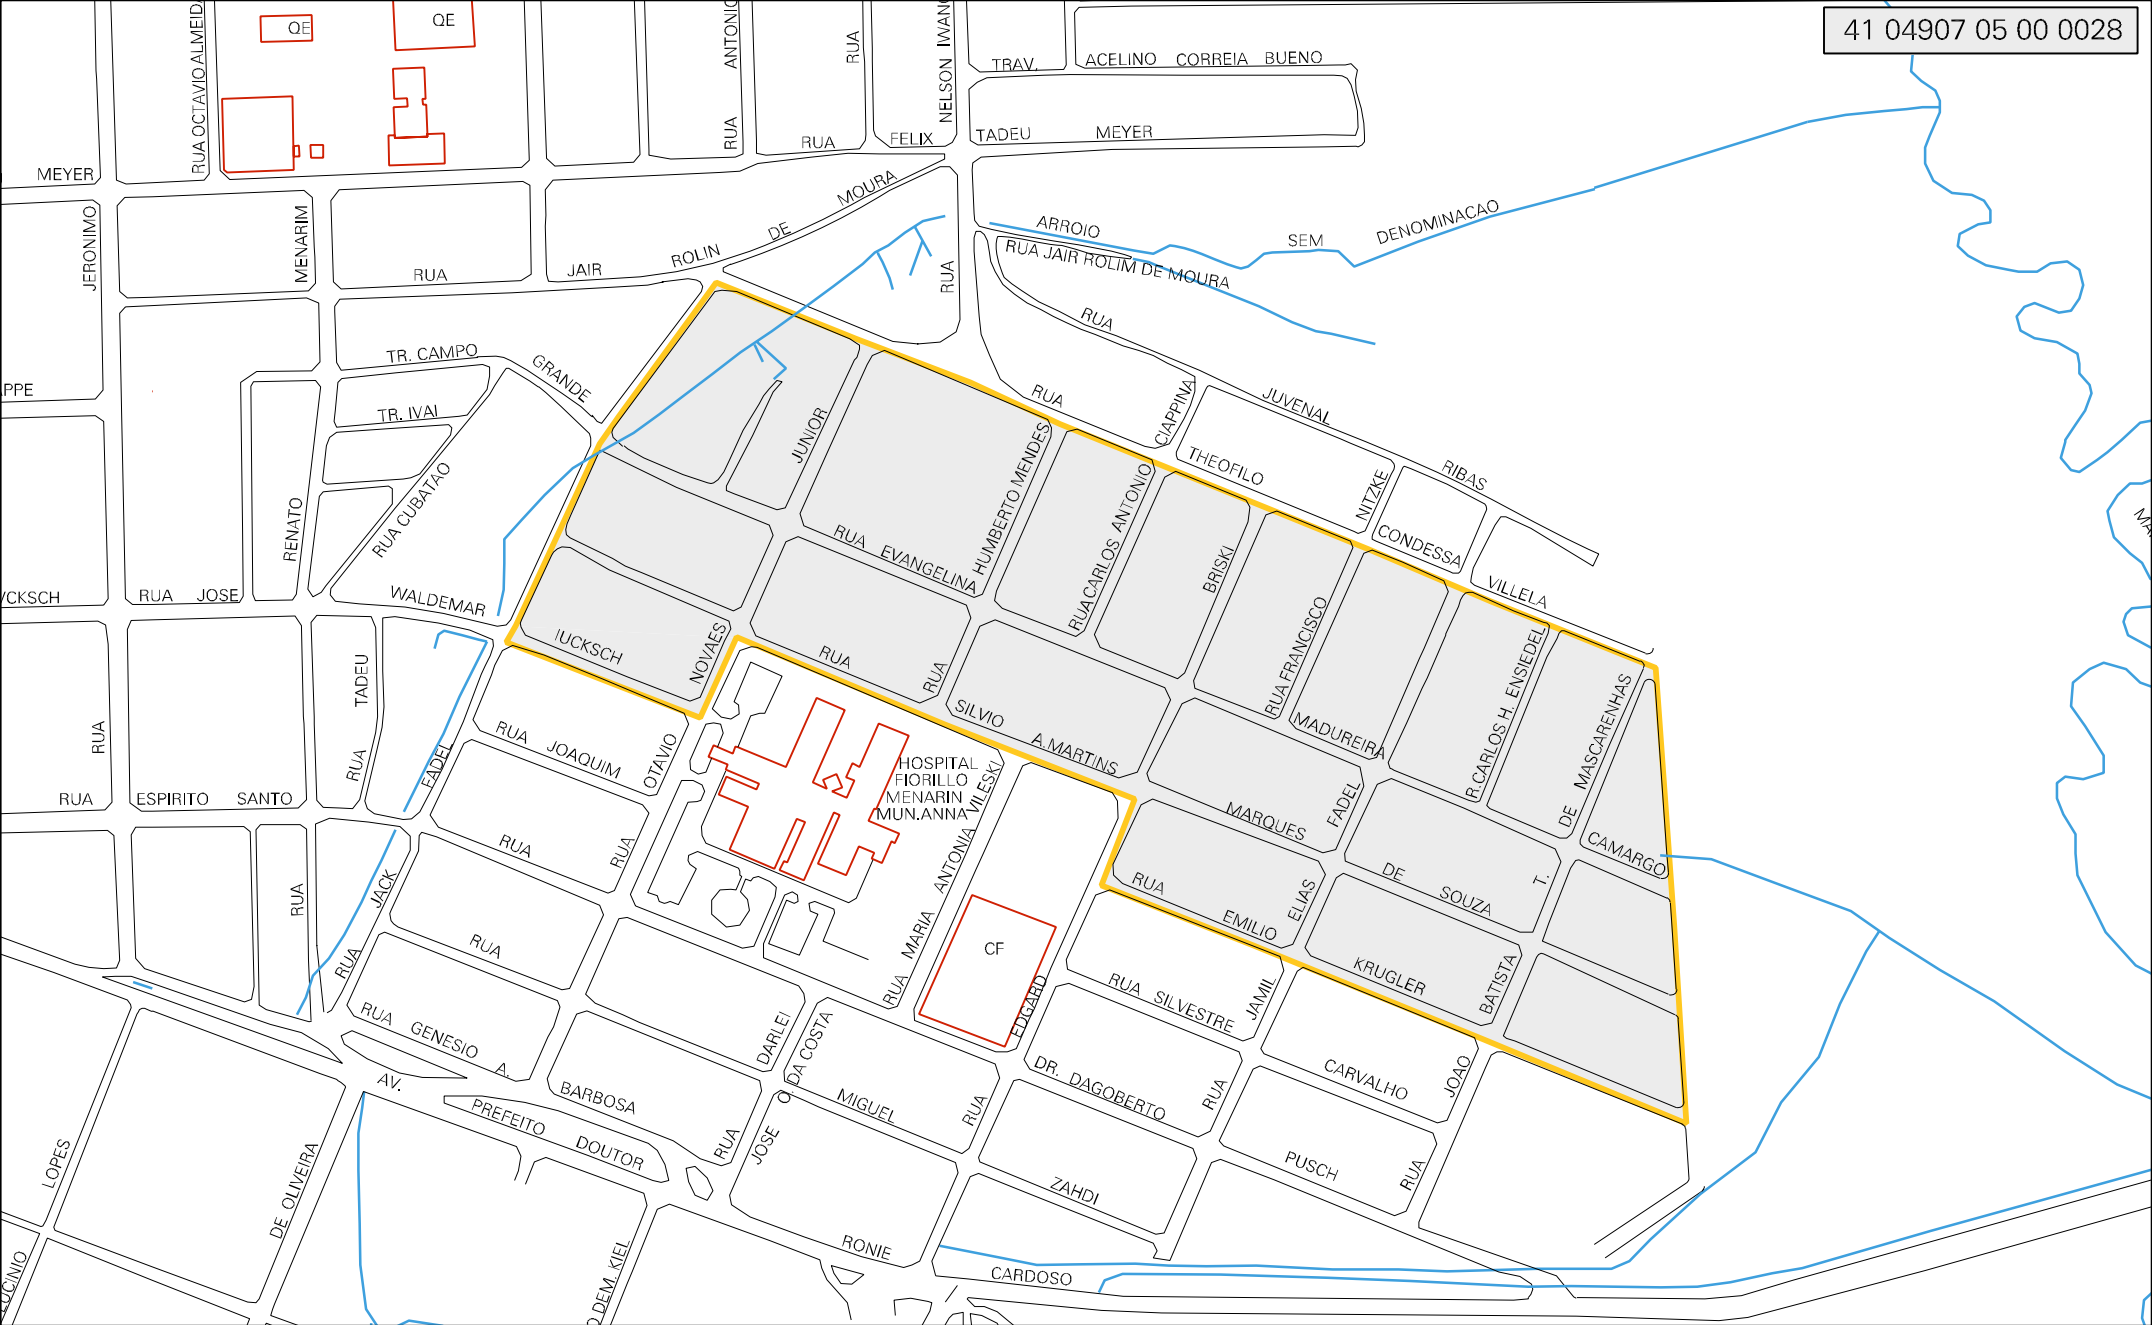 41 04907 05 00 0028
QE
QE
RUA OCTAVIO ALMEIDA
RUA ANTONIO
RUA
NELSON IWANC
TRAV.
ACELINO CORREIA BUENO
RUA FELIX TADEU MEYER
MEYER
JERONIMO
MENARIM
RUA JAIR ROLIN DE MOURA
RUA
ARROIO SEM DENOMINACAO
RUA JAIR ROLIM DE MOURA
RUA JUVENAL RIBAS
TR. CAMPO GRANDE
TR. IVAI
RUA CUBATAO
RENATO
JUNIOR
RUA THEOFILO
CIAPPINA
NITZKE
CONDESSA
VILLELA
HUMBERTO MENDES
RUA CARLOS ANTONIO
BRISKI
RUA FRANCISCO
R.CARLOS H. ENSIEDEL
DE MASCARENHAS
RUA EVANGELINA
MADUREIRA
CAMARGO
RUA JOSE
WALDEMAR
IUCKSCH
NOVAES
RUA
RUA SILVIO A.MARTINS
MARQUES
DE SOUZA
FADEL
T.
RUA
RUA TADEU
FADEL
RUA JOAQUIM
OTAVIO
HOSPITAL
FIORILLO
MENARIN
MUN.ANNA
RUA MARIA ANTONIA VILESKI
RUA ESPIRITO SANTO
RUA
RUA
RUA
RUA EMILIO
ELIAS
KRUGLER
BATISTA
RUA
RUA JACK
CF
EDGARD
RUA SILVESTRE
JAMIL
CARVALHO
JOAO
RUA GENESIO A. BARBOSA
DARLEI
O. DA COSTA
MIGUEL
RUA
DR. DAGOBERTO
RUA
PUSCH
RUA
AV. PREFEITO DOUTOR
RUA
JOSE
ZAHDI
RONIE
CARDOSO
LOPES
DE OLIVEIRA
DEM. KIEL
LUCINIO